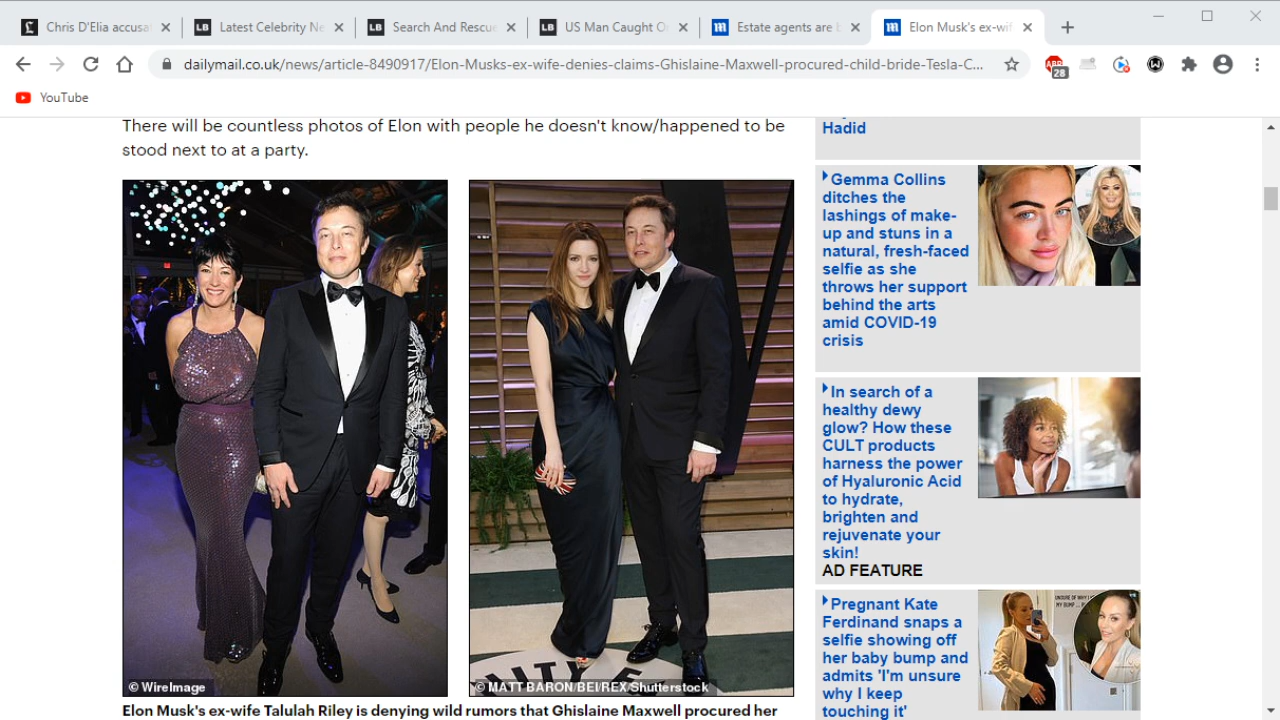 Chris D'Elia accusa
Latest Celebrity Ne
Search And Rescue
US Man Caught O
Estate agents are b
Elon Musk's ex-wif
dailymail.co.uk/news/article-8490917/Elon-Musks-ex-wife-denies-claims-Ghislaine-Maxwell-procured-child-bride-Tesla-C...
ABP
28
YouTube
There will be countless photos of Elon with people he doesn't know/happened to be
stood next to at a party.
© WireImage
© MATT BARON/BEI/REX/Shutterstock
Elon Musk's ex-wife Talulah Riley is denying wild rumors that Ghislaine Maxwell procured her
Hadid
Gemma Collins
ditches the
lashings of make-
up and stuns in a
natural, fresh-faced
selfie as she
throws her support
behind the arts
amid COVID-19
crisis
In search of a
healthy dewy
glow? How these
CULT products
harness the power
of Hyaluronic Acid
to hydrate,
brighten and
rejuvenate your
skin!
AD FEATURE
Pregnant Kate
Ferdinand snaps a
selfie showing off
her baby bump and
admits 'I'm unsure
why I keep
touching it'